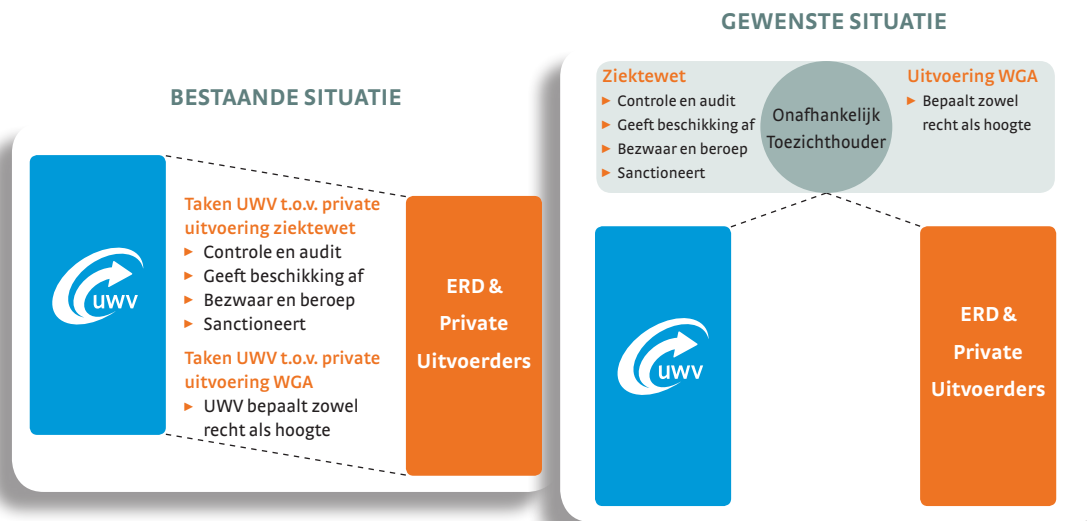 BESTAANDE SITUATIE
uwv
Taken UWV t.o.v. private
uitvoering ziektewet
► Controle en audit
► Geeft beschikking af
► Bezwaar en beroep
► Sanctioneert
Taken UWV t.o.v. private
uitvoering WGA
► UWV bepaalt zowel
recht als hoogte
ERD &
Private
Uitvoerders
GEWENSTE SITUATIE
Ziektewet
► Controle en audit
► Geeft beschikking af
► Bezwaar en beroep
► Sanctioneert
Onafhankelijk
Toezichthouder
Uitvoering WGA
► Bepaalt zowel
recht als hoogte
uwv
ERD &
Private
Uitvoerders